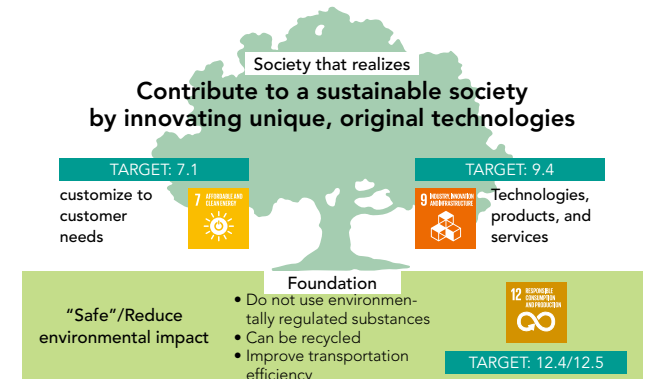 Society that realizes
Contribute to a sustainable society
by innovating unique, original technologies
TARGET: 7.1
customize to
customer
needs
7 AFFORDABLE AND
CLEAN ENERGY
TARGET: 9.4
9 INDUSTRY, INNOVATION
AND INFRASTRUCTURE
Technologies,
products, and
services
Foundation
“Safe”/Reduce
environmental impact
• Do not use environmen-
tally regulated substances
• Can be recycled
• Improve transportation
efficiency
12 RESPONSIBLE
CONSUMPTION
AND PRODUCTION
TARGET: 12.4/12.5